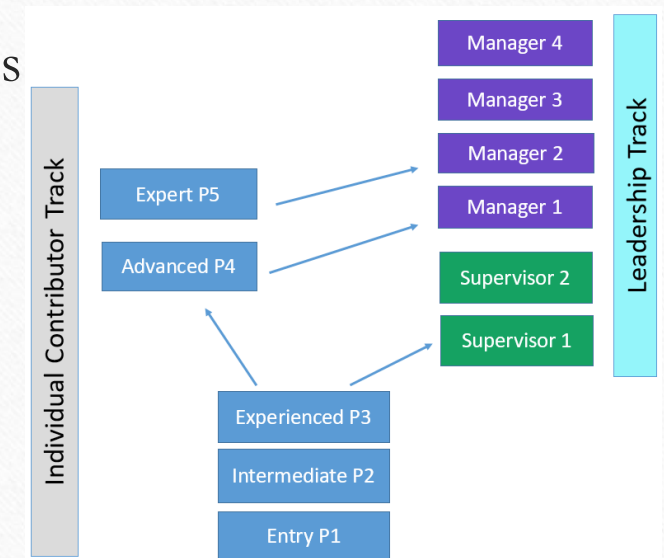 s
Individual Contributor Track
Expert P5
Advanced P4
Experienced P3
Intermediate P2
Entry P1
Manager 4
Manager 3
Manager 2
Manager 1
Supervisor 2
Supervisor 1
Leadership Track